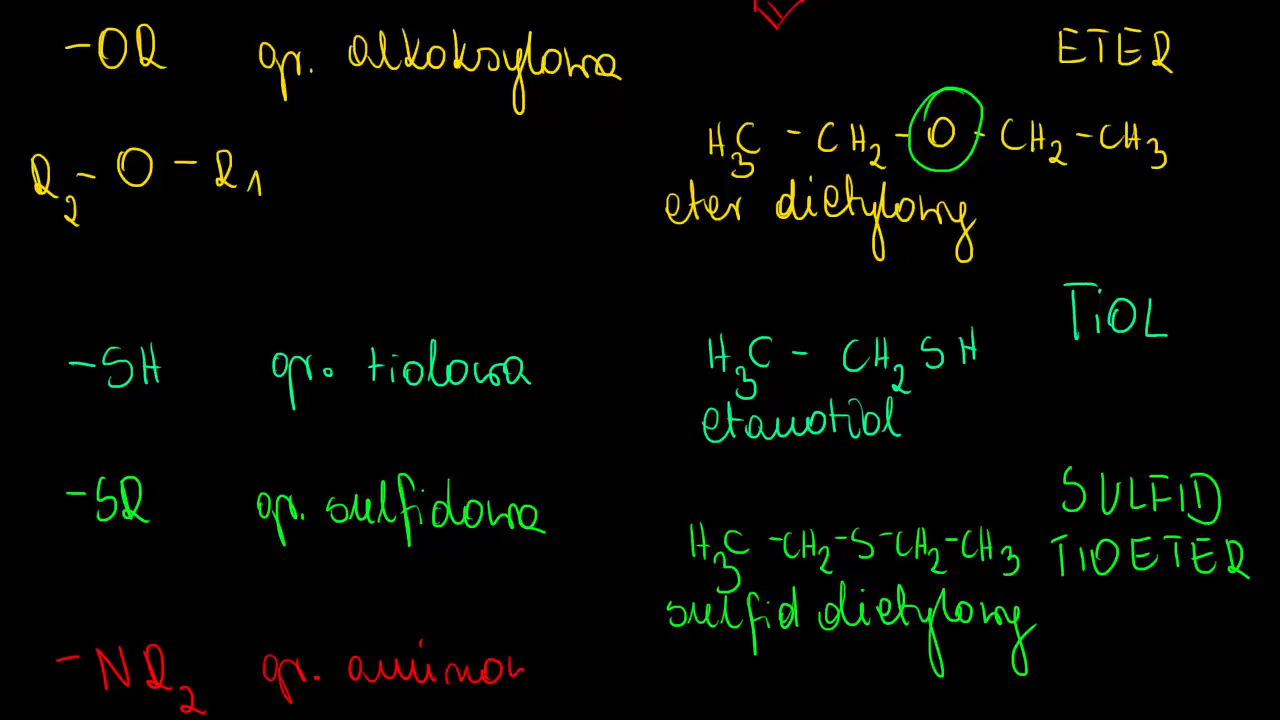 -OR gr. alkoksylowa ETER
H3C - CH2 - O - CH2 - CH3
R2 - O - R1
eter dietylowy
TiOL
-SH gr. tiolowa H3C - CH2SH
etanotiol
SULFID
-SR gr. sulfidowa
H3C - CH2 - S - CH2 - CH3 TIOETER
sulfid dietylowy
-NR2 gr. aminow